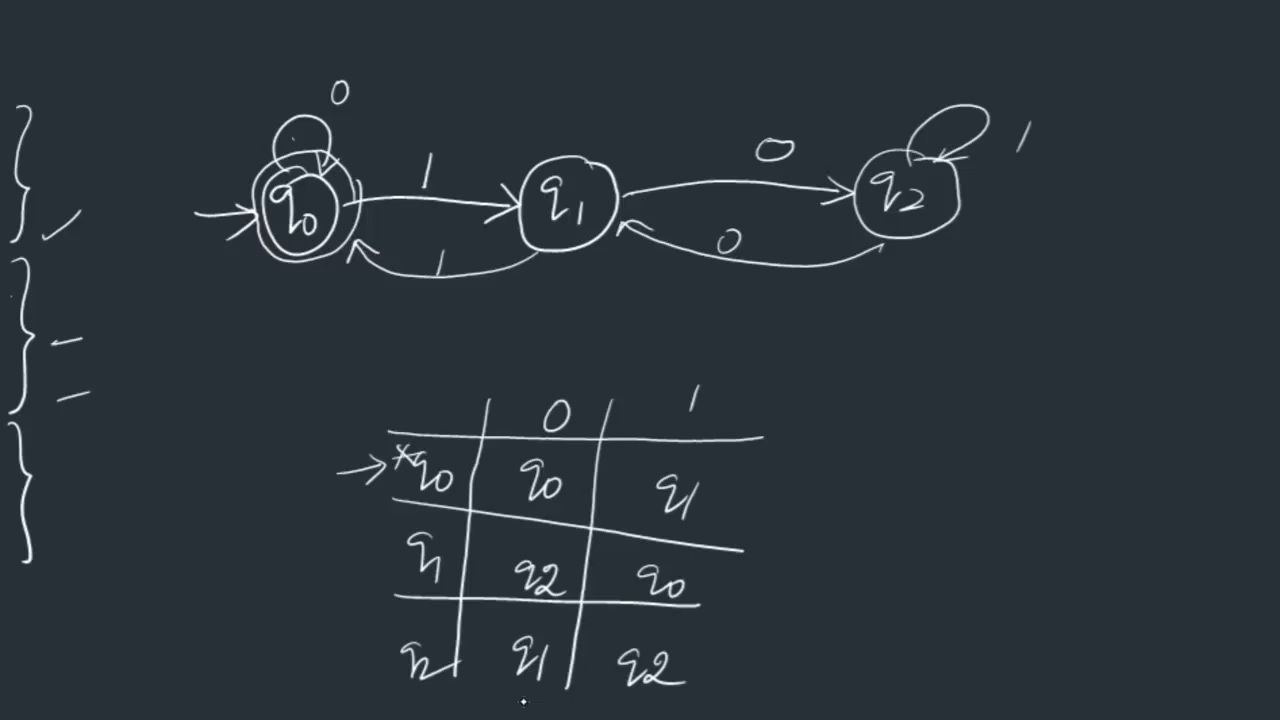 0
1 0 1
q0 q1 q2
1 0
0 1
*q0 q0 q1
q1 q2 q0
q2 q1 q2